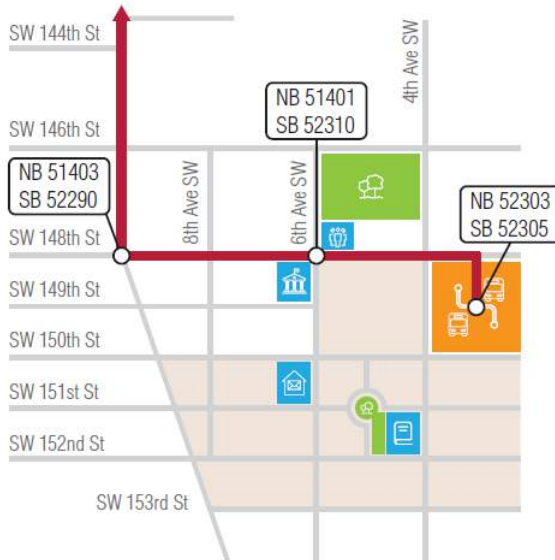 SW 144th St
4th Ave SW
NB 51401
SB 52310
SW 146th St
NB 51403
SB 52290
8th Ave SW
6th Ave SW
NB 52303
SB 52305
SW 148th St
SW 149th St
SW 150th St
SW 151st St
SW 152nd St
SW 153rd St